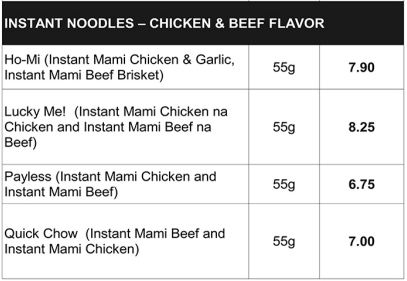 INSTANT NOODLES – CHICKEN & BEEF FLAVOR
Ho-Mi (Instant Mami Chicken & Garlic,
Instant Mami Beef Brisket)
55g
7.90
Lucky Me!  (Instant Mami Chicken na
Chicken and Instant Mami Beef na
Beef)
55g
8.25
Payless (Instant Mami Chicken and
Instant Mami Beef)
55g
6.75
Quick Chow  (Instant Mami Beef and
Instant Mami Chicken)
55g
7.00